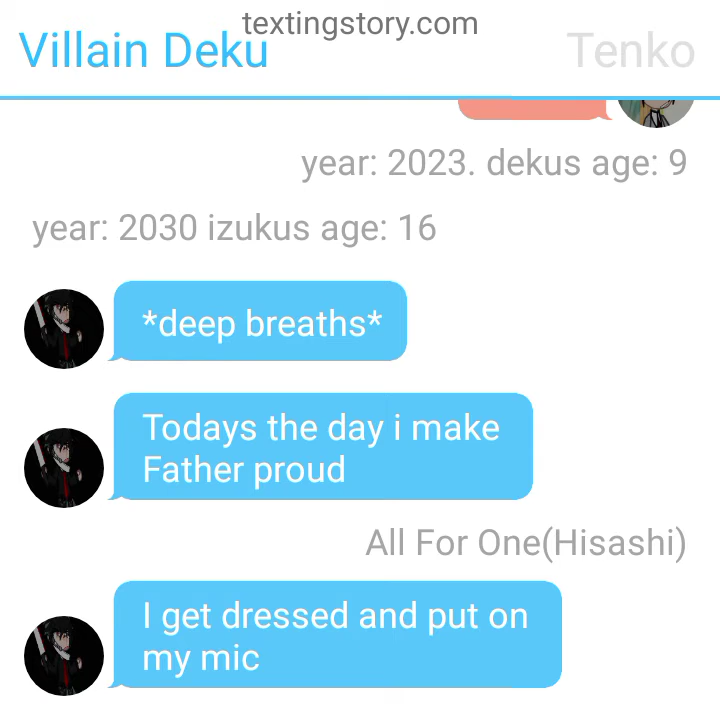 textingstory.com
Villain Deku
Tenko
year: 2023. dekus age: 9
year: 2030 izukus age: 16
*deep breaths*
Todays the day i make
Father proud
All For One(Hisashi)
I get dressed and put on
my mic